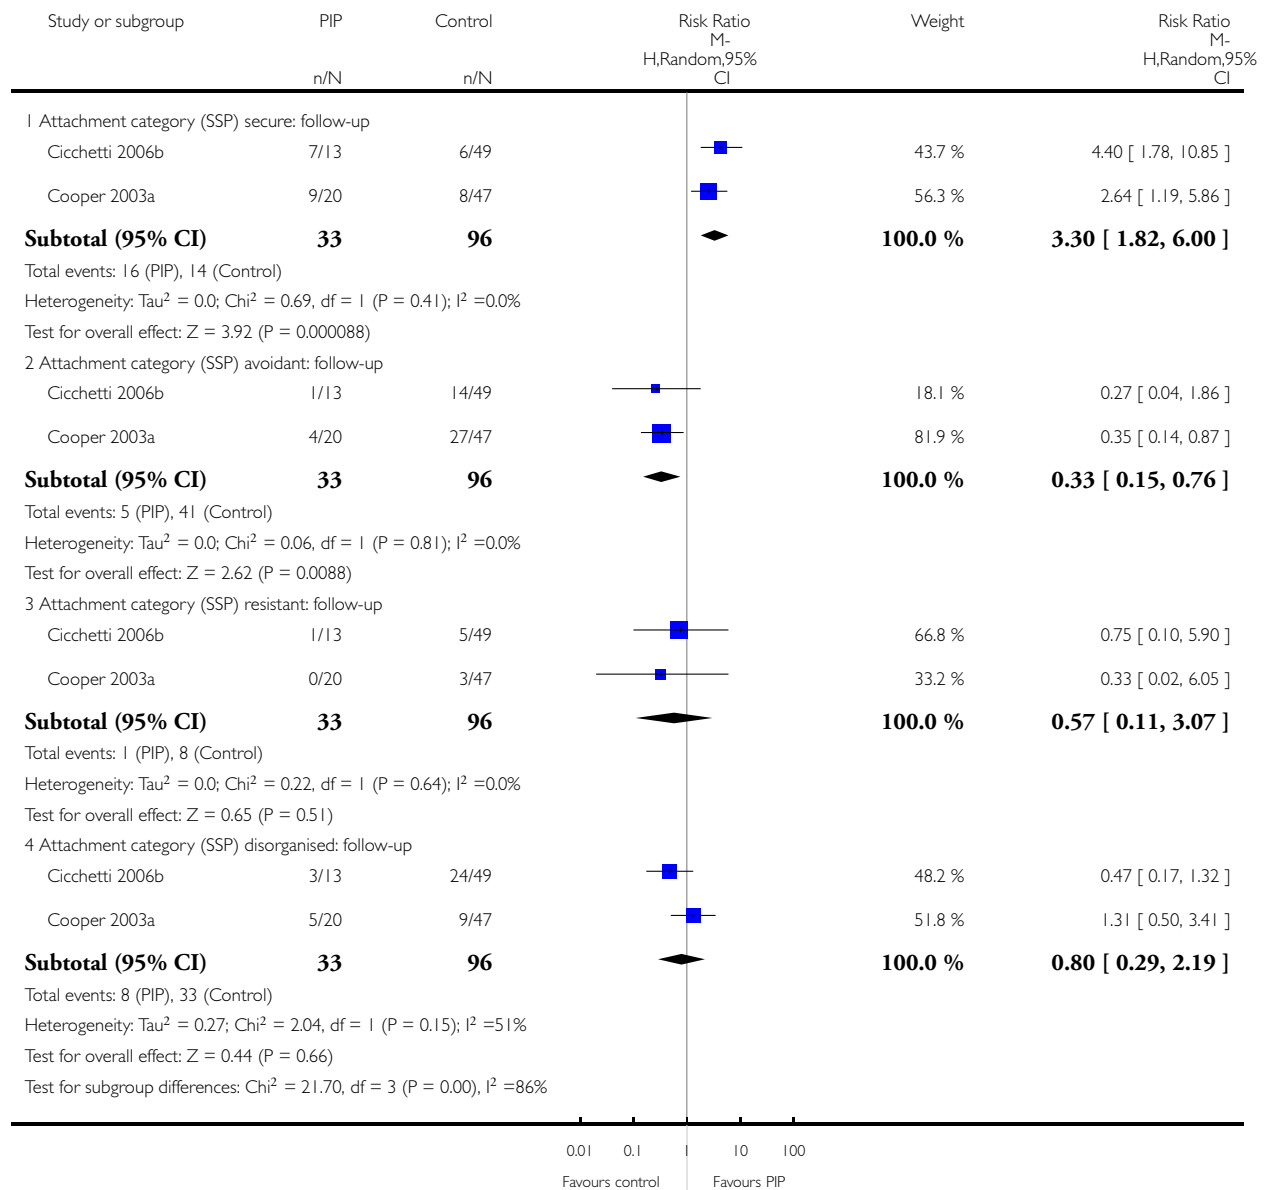 Study or subgroup PIP Control Risk Ratio Weight Risk Ratio
M- M-
H,Random,95% H,Random,95%
n/N n/N CI CI
1 Attachment category (SSP) secure: follow-up
Cicchetti 2006b 7/13 6/49 43.7 % 4.40 [ 1.78, 10.85 ]
Cooper 2003a 9/20 8/47 56.3 % 2.64 [ 1.19, 5.86 ]
Subtotal (95% CI) 33 96 100.0 % 3.30 [ 1.82, 6.00 ]
Total events: 16 (PIP), 14 (Control)
Heterogeneity: Tau² = 0.0; Chi² = 0.69, df = 1 (P = 0.41); I² =0.0%
Test for overall effect: Z = 3.92 (P = 0.000088)
2 Attachment category (SSP) avoidant: follow-up
Cicchetti 2006b 1/13 14/49 18.1 % 0.27 [ 0.04, 1.86 ]
Cooper 2003a 4/20 27/47 81.9 % 0.35 [ 0.14, 0.87 ]
Subtotal (95% CI) 33 96 100.0 % 0.33 [ 0.15, 0.76 ]
Total events: 5 (PIP), 41 (Control)
Heterogeneity: Tau² = 0.0; Chi² = 0.06, df = 1 (P = 0.81); I² =0.0%
Test for overall effect: Z = 2.62 (P = 0.0088)
3 Attachment category (SSP) resistant: follow-up
Cicchetti 2006b 1/13 5/49 66.8 % 0.75 [ 0.10, 5.90 ]
Cooper 2003a 0/20 3/47 33.2 % 0.33 [ 0.02, 6.05 ]
Subtotal (95% CI) 33 96 100.0 % 0.57 [ 0.11, 3.07 ]
Total events: 1 (PIP), 8 (Control)
Heterogeneity: Tau² = 0.0; Chi² = 0.22, df = 1 (P = 0.64); I² =0.0%
Test for overall effect: Z = 0.65 (P = 0.51)
4 Attachment category (SSP) disorganised: follow-up
Cicchetti 2006b 3/13 24/49 48.2 % 0.47 [ 0.17, 1.32 ]
Cooper 2003a 5/20 9/47 51.8 % 1.31 [ 0.50, 3.41 ]
Subtotal (95% CI) 33 96 100.0 % 0.80 [ 0.29, 2.19 ]
Total events: 8 (PIP), 33 (Control)
Heterogeneity: Tau² = 0.27; Chi² = 2.04, df = 1 (P = 0.15); I² =51%
Test for overall effect: Z = 0.44 (P = 0.66)
Test for subgroup differences: Chi² = 21.70, df = 3 (P = 0.00), I² =86%
0.01 0.1 1 10 100
Favours control Favours PIP